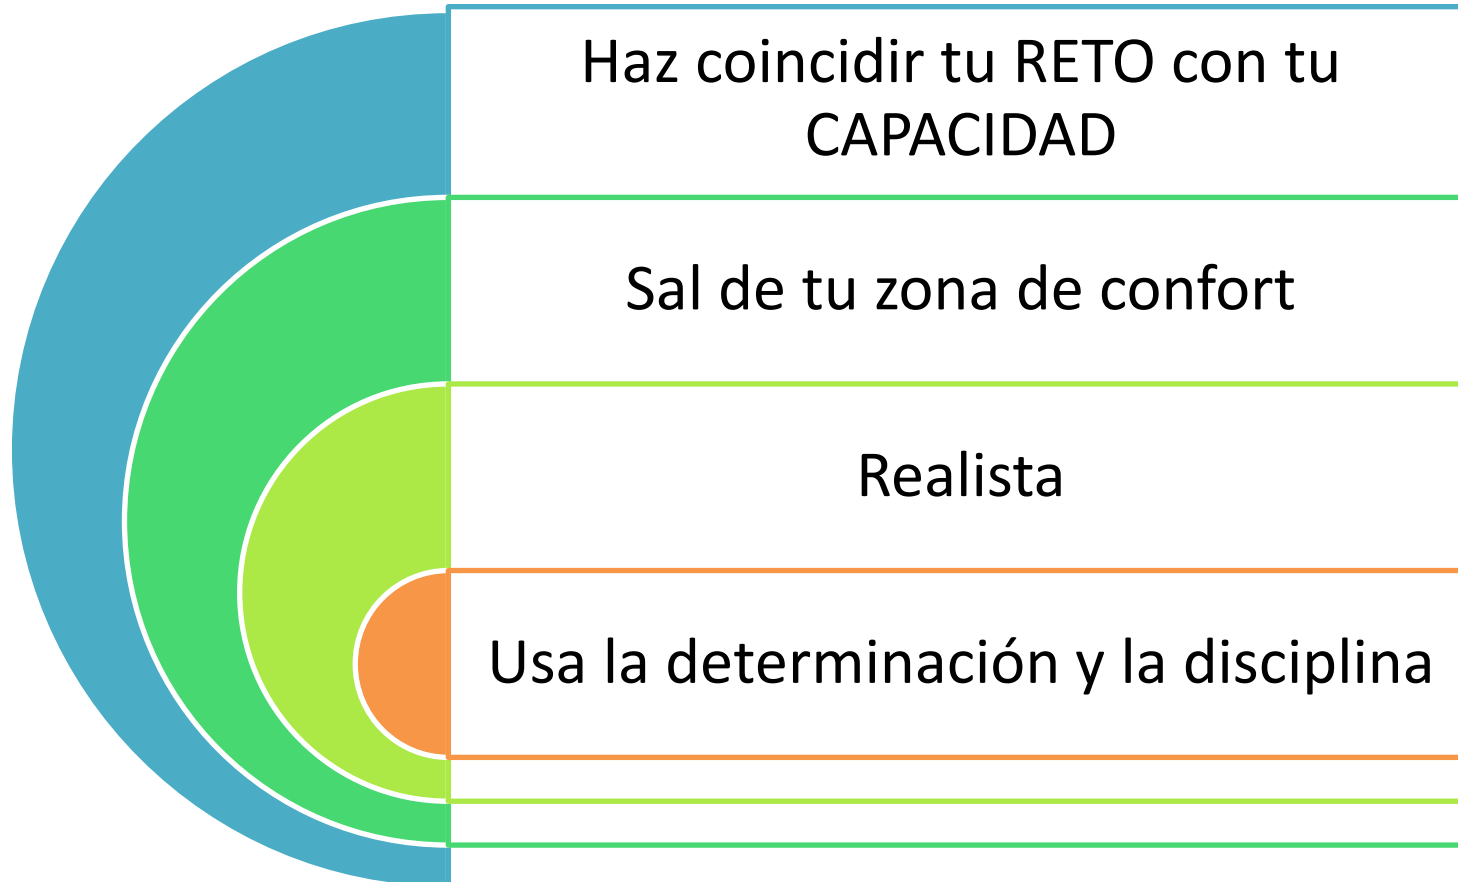 Haz coincidir tu RETO con tu
CAPACIDAD
Sal de tu zona de confort
Realista
Usa la determinación y la disciplina